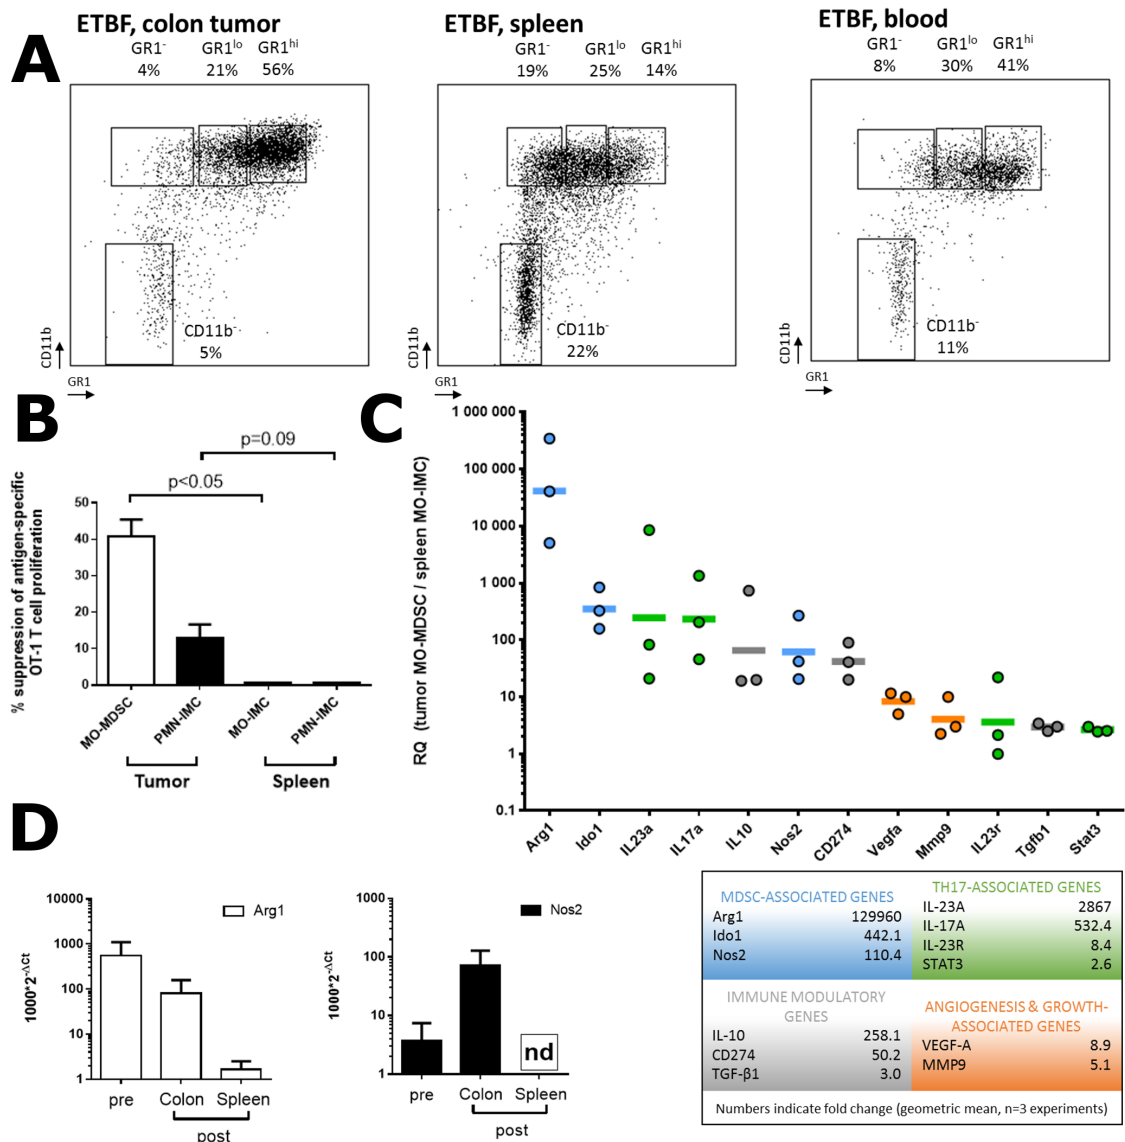 A
ETBF, colon tumor
GR1⁻ GR1ˡᵒ GR1ʰⁱ
4% 21% 56%
CD11b⁻
5%
CD11b
GR1
ETBF, spleen
GR1⁻ GR1ˡᵒ GR1ʰⁱ
19% 25% 14%
CD11b⁻
22%
CD11b
GR1
ETBF, blood
GR1⁻ GR1ˡᵒ GR1ʰⁱ
8% 30% 41%
CD11b⁻
11%
CD11b
GR1
B
% suppression of antigen-specific
OT-1 T cell proliferation
p=0.09
p<0.05
50
40
30
20
10
0
MO-MDSC PMN-IMC MO-IMC PMN-IMC
Tumor Spleen
C
RQ (tumor MO-MDSC / spleen MO-IMC)
1 000 000
100 000
10 000
1 000
100
10
1
0.1
Arg1 Ido1 IL23a IL17a IL10 Nos2 CD274 Vegfa Mmp9 IL23r Tgfb1 Stat3
D
1000*2^-ΔCt
10000
1000
100
10
1
Arg1
pre Colon Spleen
post
1000*2^-ΔCt
1000
100
10
1
Nos2
nd
pre Colon Spleen
post
MDSC-ASSOCIATED GENES
Arg1 129960
Ido1 442.1
Nos2 110.4
TH17-ASSOCIATED GENES
IL-23A 2867
IL-17A 532.4
IL-23R 8.4
STAT3 2.6
IMMUNE MODULATORY
GENES
IL-10 258.1
CD274 50.2
TGF-β1 3.0
ANGIOGENESIS & GROWTH-
ASSOCIATED GENES
VEGF-A 8.9
MMP9 5.1
Numbers indicate fold change (geometric mean, n=3 experiments)